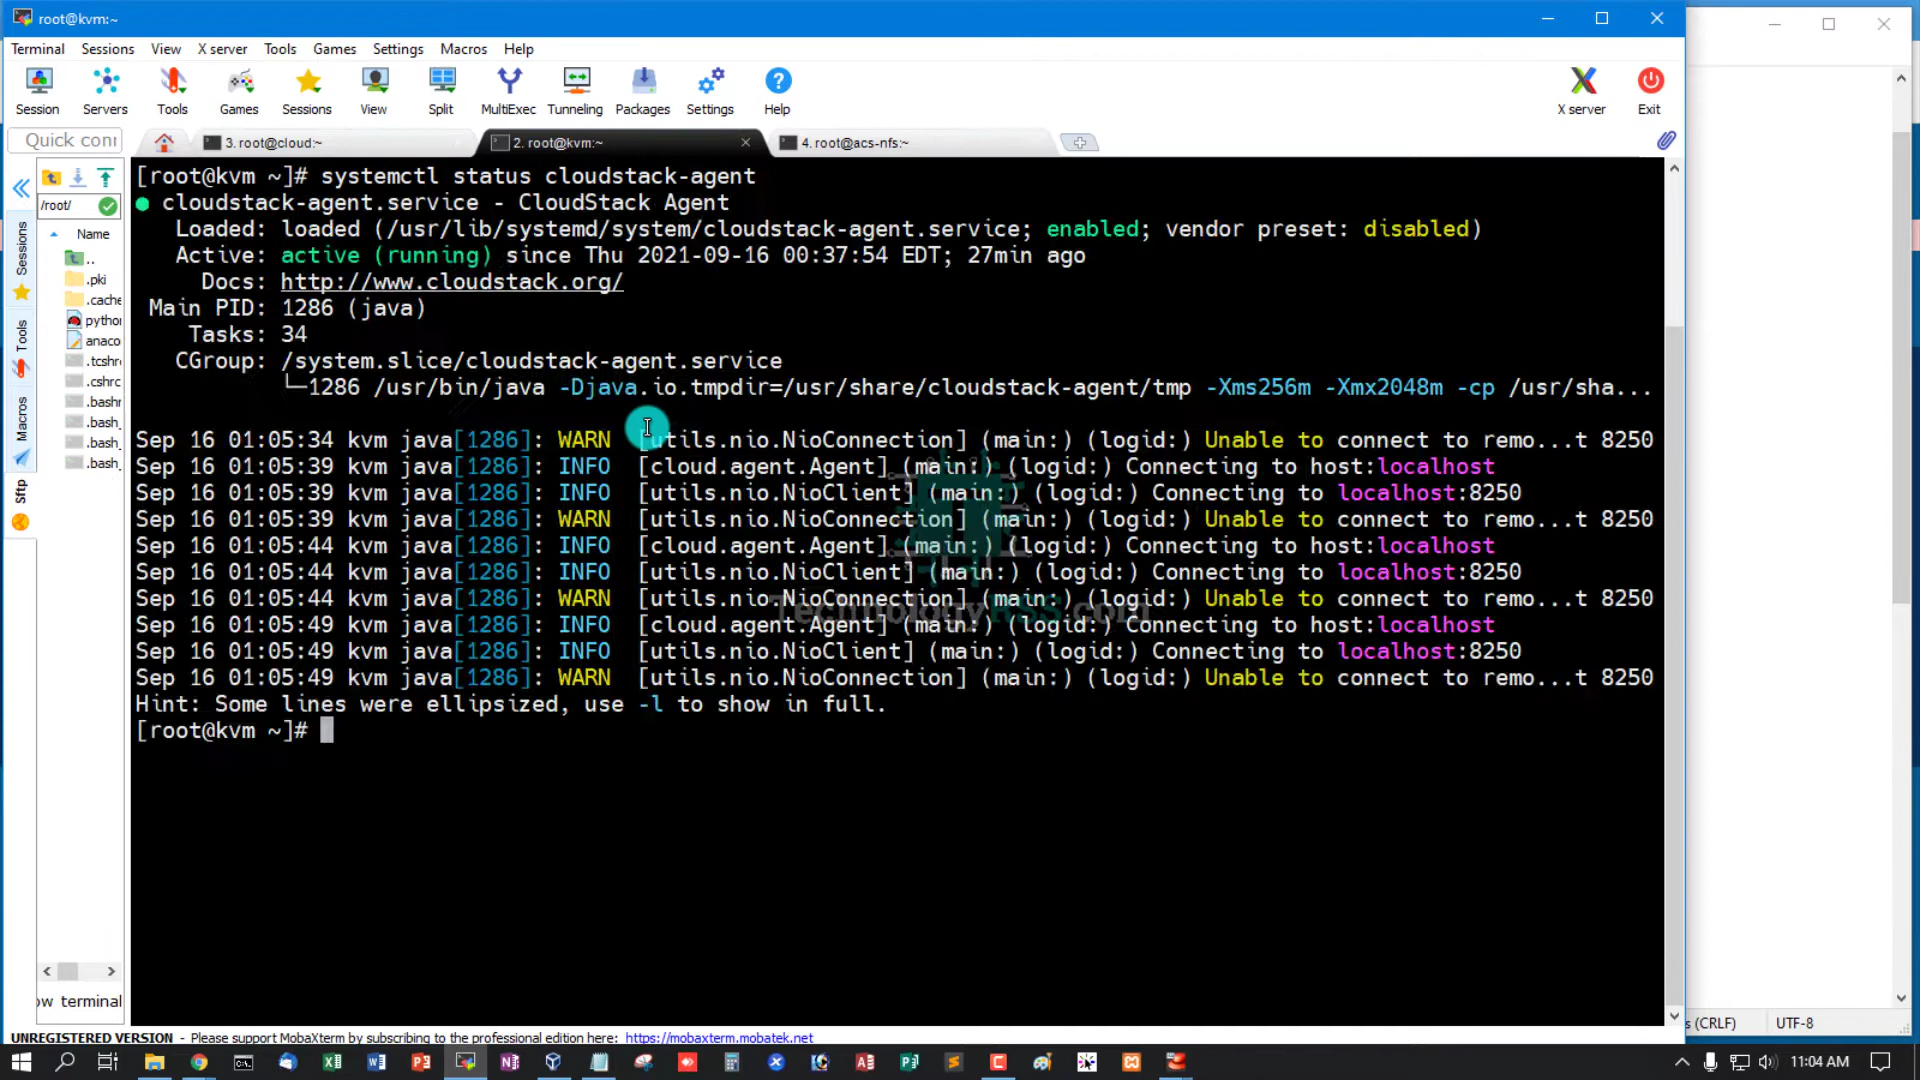 root@kvm:~
Terminal Sessions View X server Tools Games Settings Macros Help
Session Servers Tools Games Sessions View Split MultiExec Tunneling Packages Settings Help X server Exit
Quick conn
3. root@cloud:~
2. root@kvm:~
4. root@acs-nfs:~
/root/
Name
..
.pki
.cache
python
anaco
.tcshr
.cshrc
.bashr
.bash_
.bash_
.bash_
Sessions
Tools
Macros
Sftp
[root@kvm ~]# systemctl status cloudstack-agent
● cloudstack-agent.service - CloudStack Agent
Loaded: loaded (/usr/lib/systemd/system/cloudstack-agent.service; enabled; vendor preset: disabled)
Active: active (running) since Thu 2021-09-16 00:37:54 EDT; 27min ago
Docs: http://www.cloudstack.org/
Main PID: 1286 (java)
Tasks: 34
CGroup: /system.slice/cloudstack-agent.service
└─1286 /usr/bin/java -Djava.io.tmpdir=/usr/share/cloudstack-agent/tmp -Xms256m -Xmx2048m -cp /usr/sha...
Sep 16 01:05:34 kvm java[1286]: WARN [utils.nio.NioConnection] (main:) (logid:) Unable to connect to remo...t 8250
Sep 16 01:05:39 kvm java[1286]: INFO [cloud.agent.Agent] (main:) (logid:) Connecting to host:localhost
Sep 16 01:05:39 kvm java[1286]: INFO [utils.nio.NioClient] (main:) (logid:) Connecting to localhost:8250
Sep 16 01:05:39 kvm java[1286]: WARN [utils.nio.NioConnection] (main:) (logid:) Unable to connect to remo...t 8250
Sep 16 01:05:44 kvm java[1286]: INFO [cloud.agent.Agent] (main:) (logid:) Connecting to host:localhost
Sep 16 01:05:44 kvm java[1286]: INFO [utils.nio.NioClient] (main:) (logid:) Connecting to localhost:8250
Sep 16 01:05:44 kvm java[1286]: WARN [utils.nio.NioConnection] (main:) (logid:) Unable to connect to remo...t 8250
TechnologyRSS.com
Sep 16 01:05:49 kvm java[1286]: INFO [cloud.agent.Agent] (main:) (logid:) Connecting to host:localhost
Sep 16 01:05:49 kvm java[1286]: INFO [utils.nio.NioClient] (main:) (logid:) Connecting to localhost:8250
Sep 16 01:05:49 kvm java[1286]: WARN [utils.nio.NioConnection] (main:) (logid:) Unable to connect to remo...t 8250
Hint: Some lines were ellipsized, use -l to show in full.
[root@kvm ~]#
ow terminal
s (CRLF) UTF-8
UNREGISTERED VERSION - Please support MobaXterm by subscribing to the professional edition here: https://mobaxterm.mobatek.net
11:04 AM